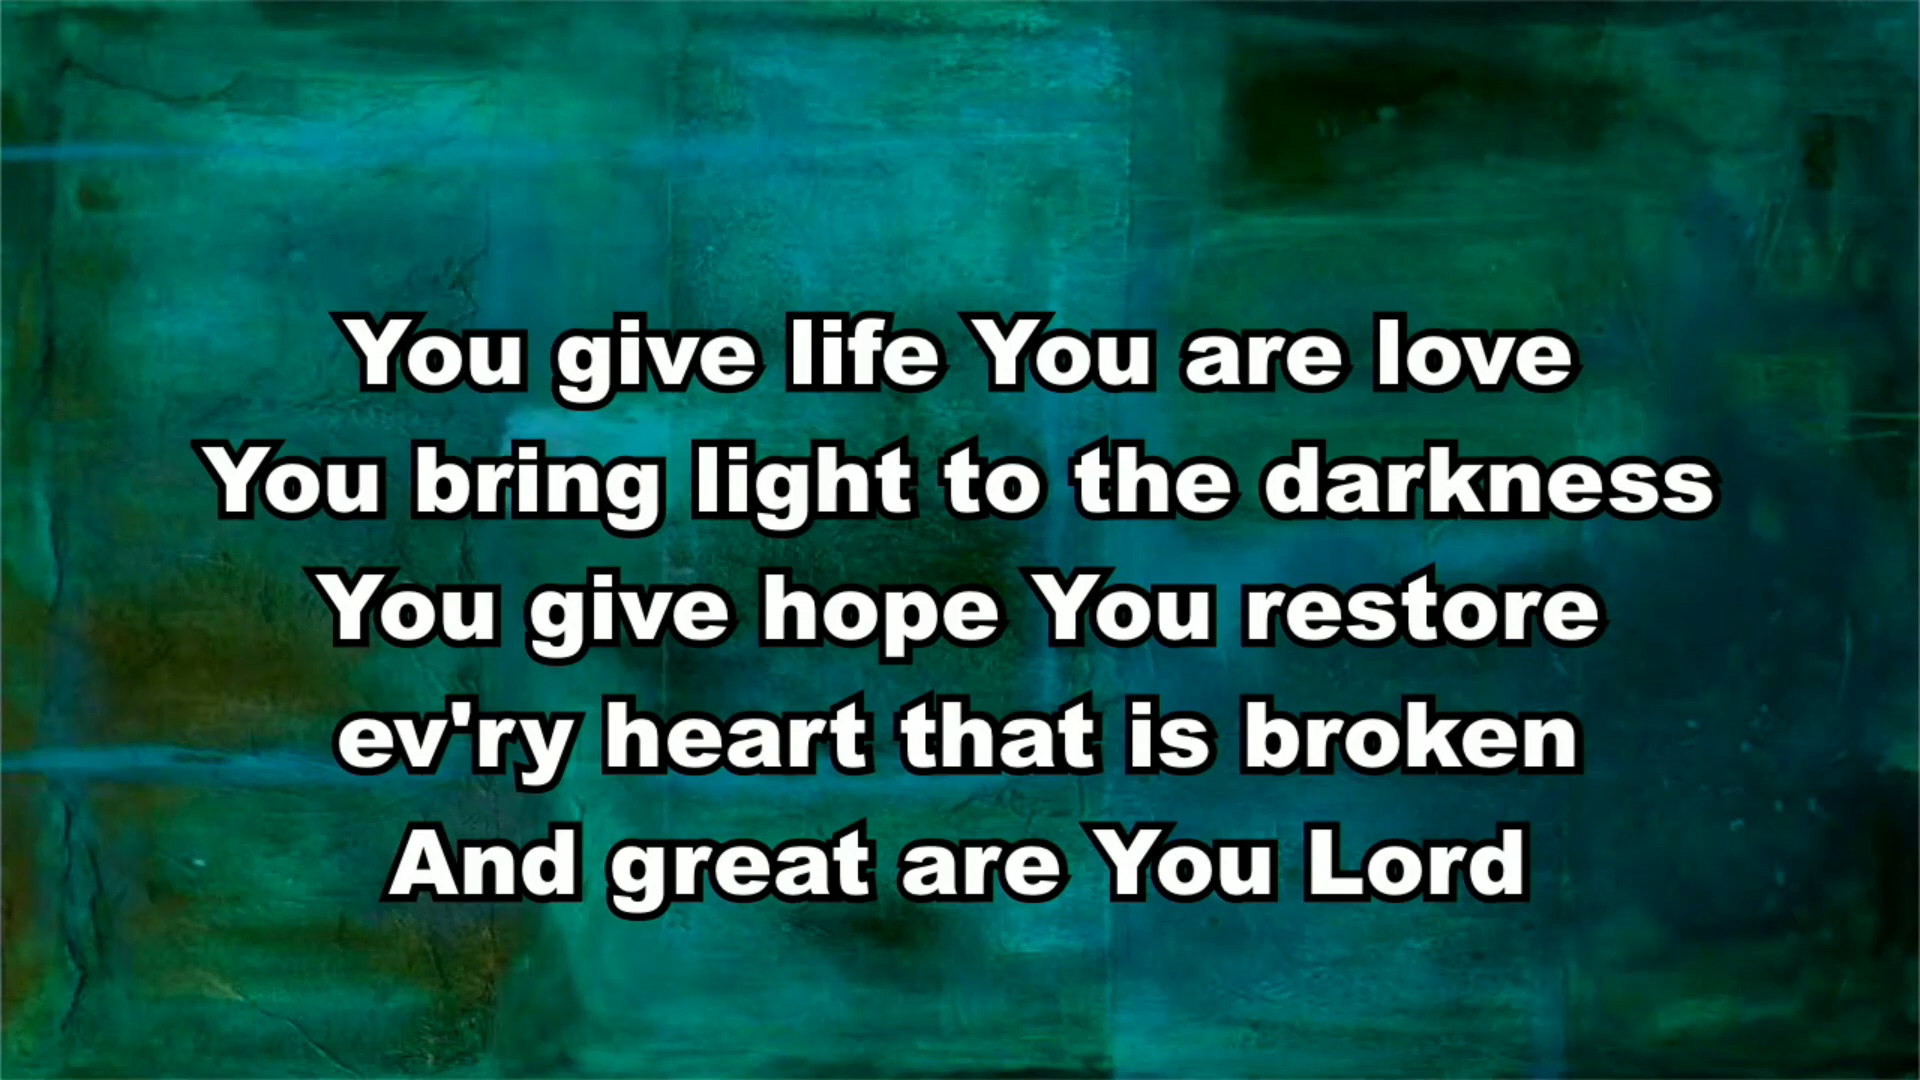 You give life You are love
You bring light to the darkness
You give hope You restore
ev'ry heart that is broken
And great are You Lord